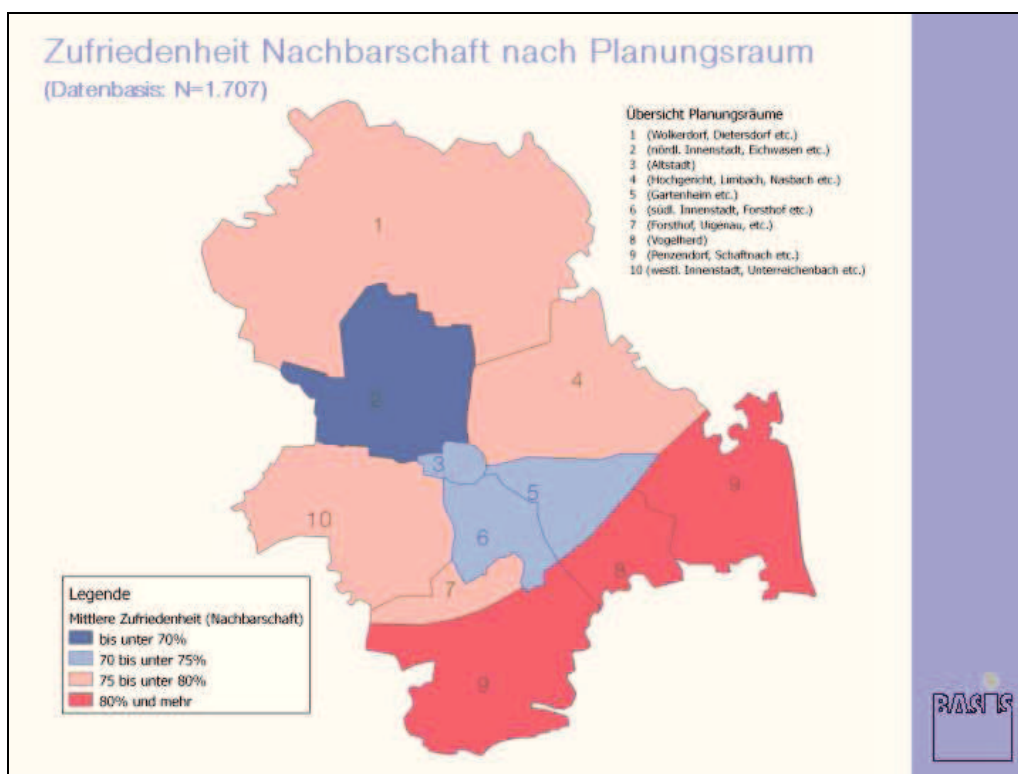 Zufriedenheit Nachbarschaft nach Planungsraum
(Datenbasis: N=1.707)
Übersicht Planungsräume
1 (Wolkerdorf, Dietersdorf etc.)
2 (nördl. Innenstadt, Eichwasen etc.)
3 (Altstadt)
4 (Hochgericht, Limbach, Nasbach etc.)
5 (Gartenheim etc.)
6 (südl. Innenstadt, Forsthof etc.)
7 (Forsthof, Uigenau, etc.)
8 (Vogelherd)
9 (Penzendorf, Schaftnach etc.)
10 (westl. Innenstadt, Unterreichenbach etc.)
1
4
2
3
5
9
10
6
7
8
9
Legende
Mittlere Zufriedenheit (Nachbarschaft)
bis unter 70%
70 bis unter 75%
75 bis unter 80%
80% und mehr
BASIS